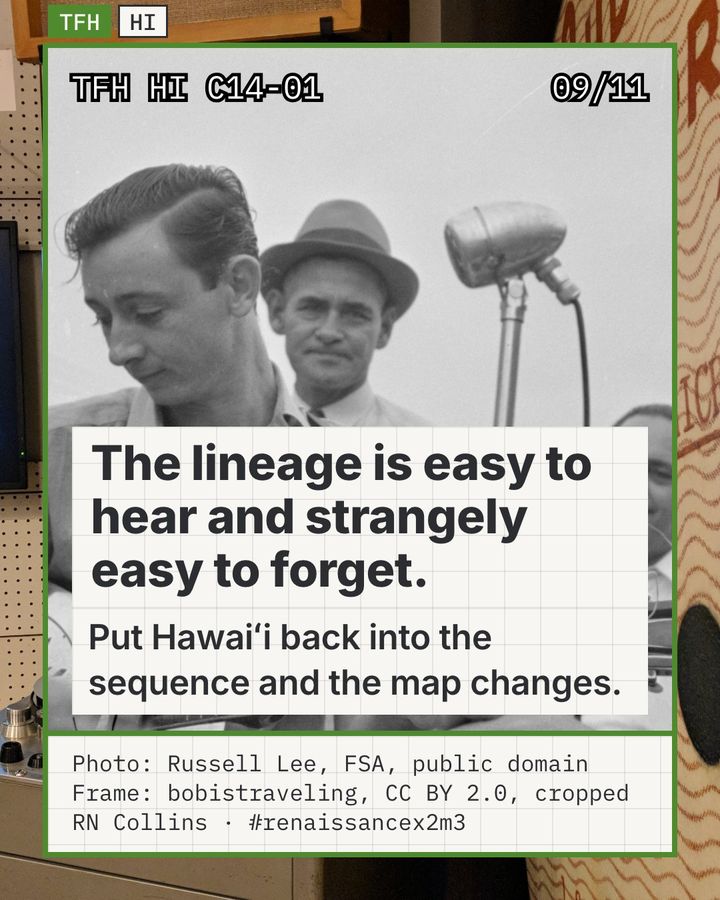 TFH HI
TFH HI C14-01
09/11
The lineage is easy to
hear and strangely
easy to forget.
Put Hawaiʻi back into the
sequence and the map changes.
Photo: Russell Lee, FSA, public domain
Frame: bobistraveling, CC BY 2.0, cropped
RN Collins · #renaissancex2m3